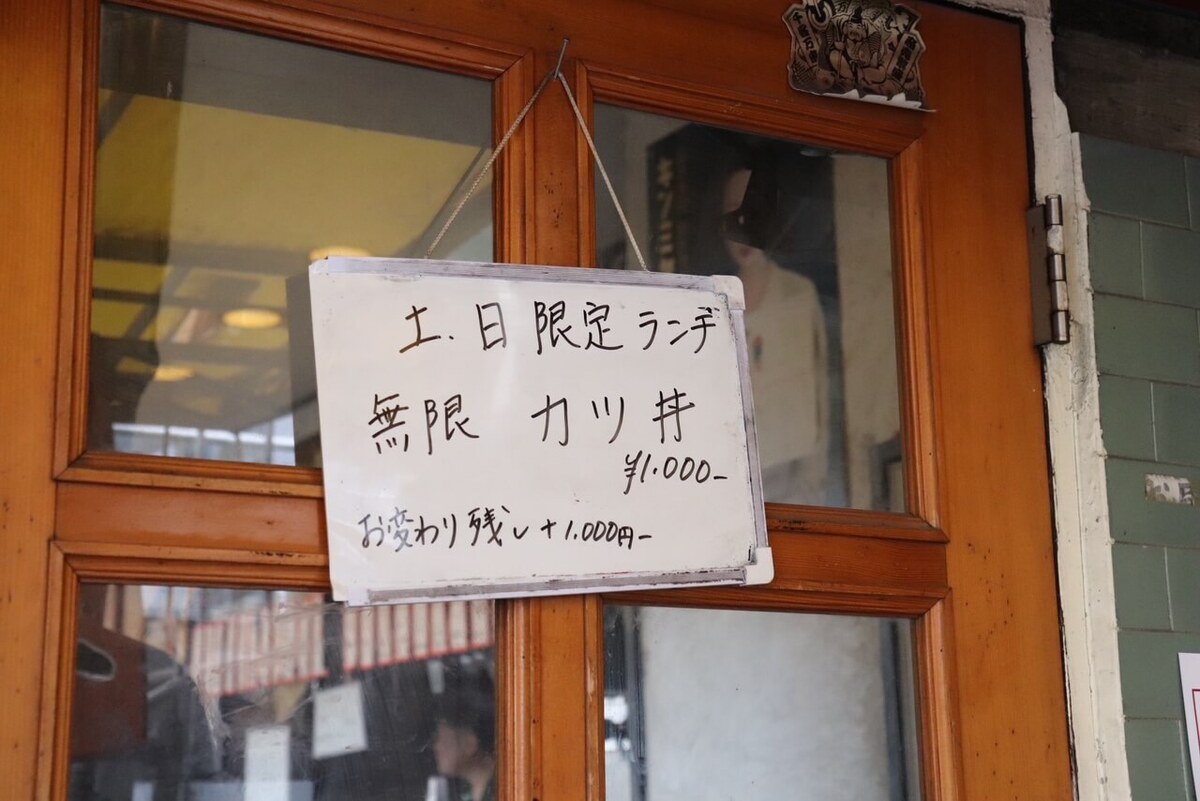 土.日限定ランチ
無限 カツ丼
¥1.000-
お変わり残し+1.000円-